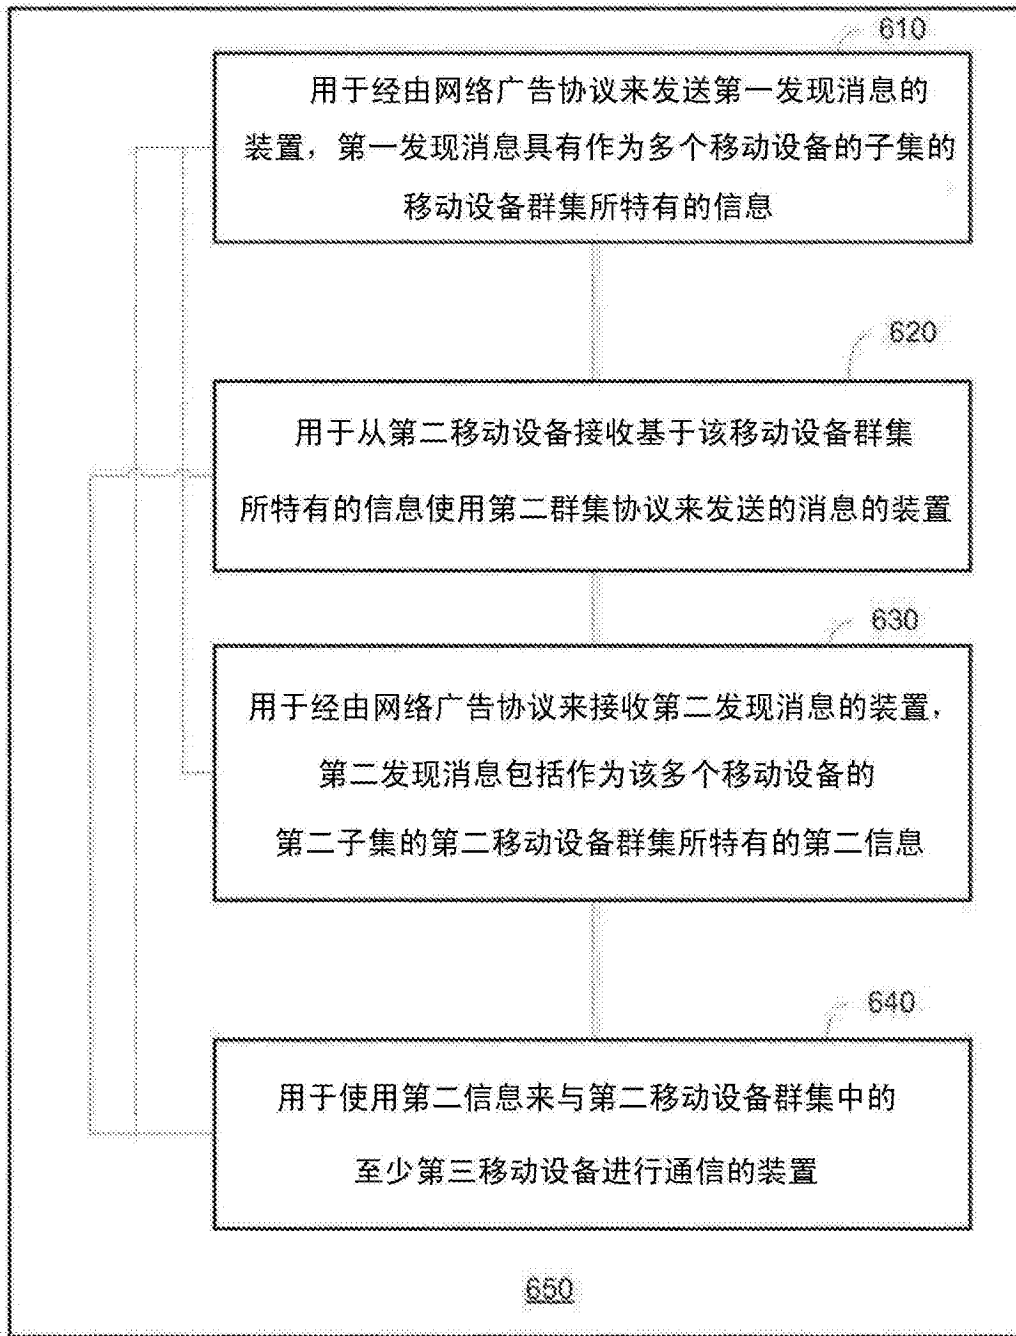 610
用于经由网络广告协议来发送第一发现消息的
装置，第一发现消息具有作为多个移动设备的子集的
移动设备群集所特有的信息
620
用于从第二移动设备接收基于该移动设备群集
所特有的信息使用第二群集协议来发送的消息的装置
630
用于经由网络广告协议来接收第二发现消息的装置，
第二发现消息包括作为该多个移动设备的
第二子集的第二移动设备群集所特有的第二信息
640
用于使用第二信息来与第二移动设备群集中的
至少第三移动设备进行通信的装置
650